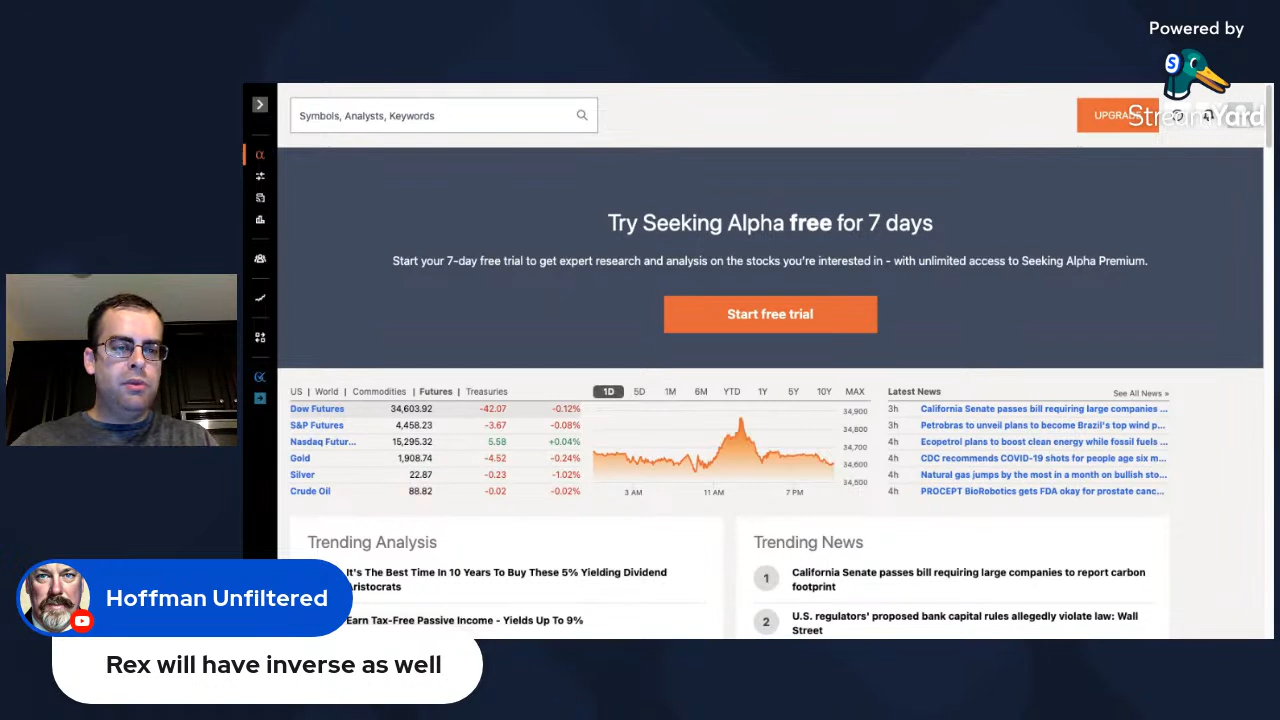 Powered by
StreamYard
Symbols, Analysts, Keywords
UPGRADE
Try Seeking Alpha free for 7 days
Start your 7-day free trial to get expert research and analysis on the stocks you're interested in - with unlimited access to Seeking Alpha Premium.
Start free trial
US | World | Commodities | Futures | Treasuries
1D 5D 1M 6M YTD 1Y 5Y 10Y MAX
Latest News
See All News »
Dow Futures 34,603.92 -42.07 -0.12%
S&P Futures 4,458.23 -3.67 -0.08%
Nasdaq Futur... 15,295.32 5.58 +0.04%
Gold 1,908.74 -4.52 -0.24%
Silver 22.87 -0.23 -1.02%
Crude Oil 88.82 -0.02 -0.02%
34,900
34,800
34,700
34,600
34,500
3 AM 11 AM 7 PM
3h California Senate passes bill requiring large companies ...
3h Petrobras to unveil plans to become Brazil's top wind p...
4h Ecopetrol plans to boost clean energy while fossil fuels ...
4h CDC recommends COVID-19 shots for people age six m...
4h Natural gas jumps by the most in a month on bullish sto...
4h PROCEPT BioRobotics gets FDA okay for prostate canc...
Trending Analysis
It's The Best Time In 10 Years To Buy These 5% Yielding Dividend
Aristocrats
Earn Tax-Free Passive Income - Yields Up To 9%
Trending News
1 California Senate passes bill requiring large companies to report carbon
footprint
2 U.S. regulators' proposed bank capital rules allegedly violate law: Wall
Street
Hoffman Unfiltered
Rex will have inverse as well